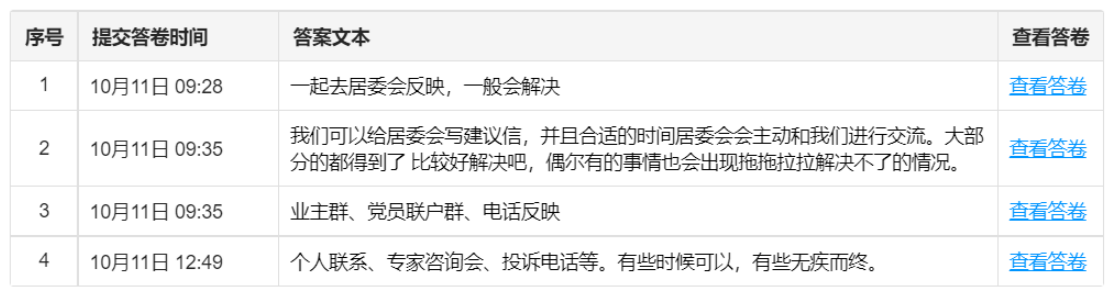 序号 提交答卷时间 答案文本 查看答卷
1 10月11日 09:28 一起去居委会反映，一般会解决 查看答卷
2 10月11日 09:35 我们可以给居委会写建议信，并且合适的时间居委会会主动和我们进行交流。大部
分的都得到了 比较好解决吧，偶尔有的事情也会出现拖拖拉拉解决不了的情况。 查看答卷
3 10月11日 09:35 业主群、党员联户群、电话反映 查看答卷
4 10月11日 12:49 个人联系、专家咨询会、投诉电话等。有些时候可以，有些无疾而终。 查看答卷